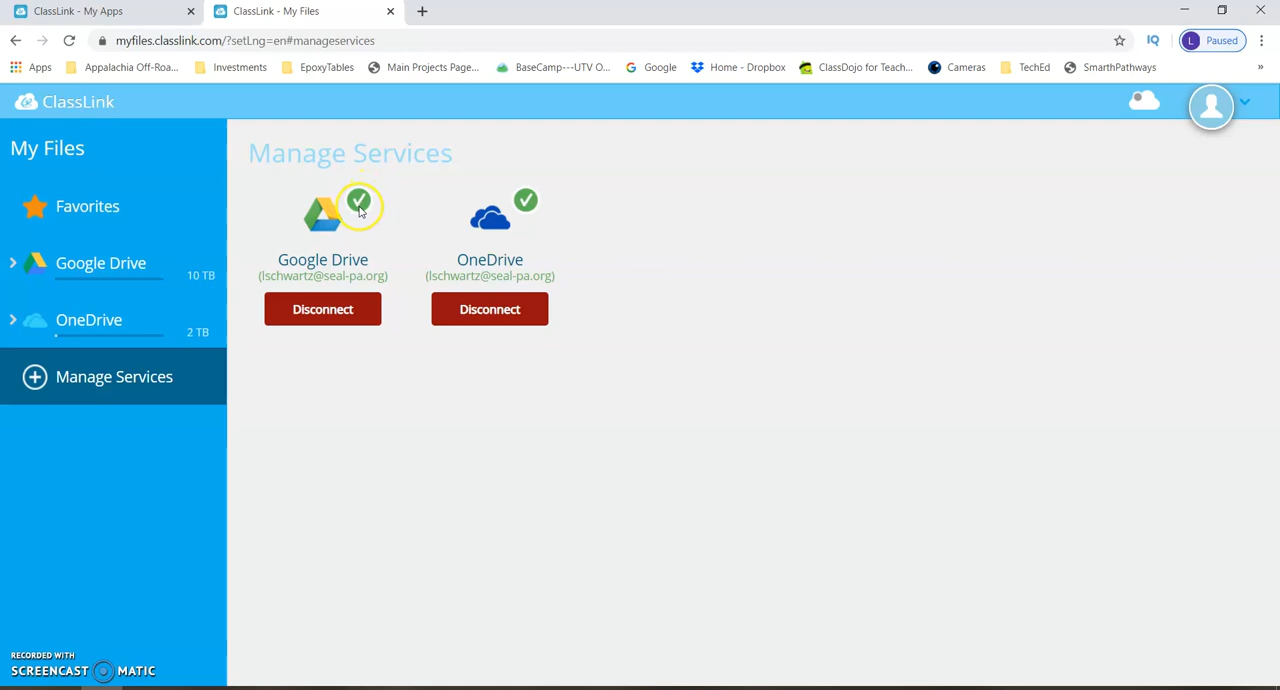 ClassLink - My Apps
ClassLink - My Files
myfiles.classlink.com/?setLng=en#manageservices
IQ
L Paused
Apps
Appalachia Off-Roa...
Investments
EpoxyTables
Main Projects Page...
BaseCamp---UTV O...
Google
Home - Dropbox
ClassDojo for Teach...
Cameras
TechEd
SmarthPathways
»
ClassLink
My Files
Manage Services
Favorites
Google Drive
10 TB
OneDrive
2 TB
Manage Services
Google Drive
OneDrive
(lschwartz@seal-pa.org)
(lschwartz@seal-pa.org)
Disconnect
Disconnect
RECORDED WITH
SCREENCAST MATIC